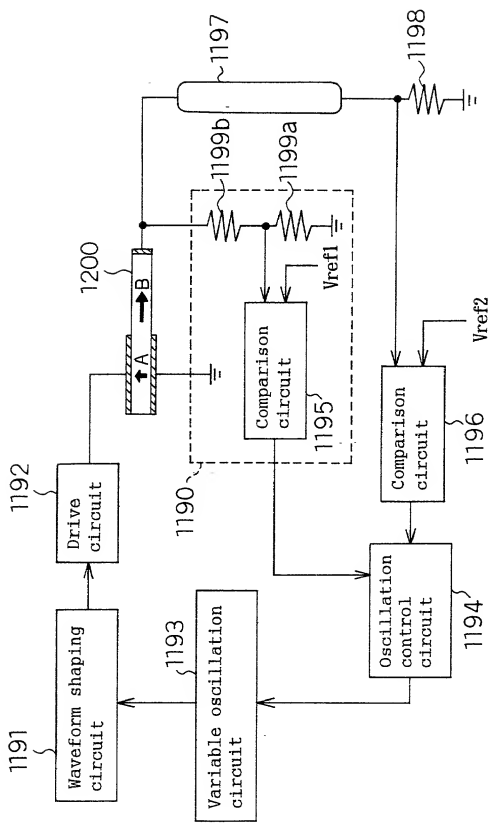 1191
Waveform shaping
circuit
1192
Drive
circuit
1200
A
B
1197
1193
Variable oscillation
circuit
1190
1199b
1199a
Comparison
circuit
1195
Vref1
1194
Oscillation
control
circuit
1196
Comparison
circuit
Vref2
1198